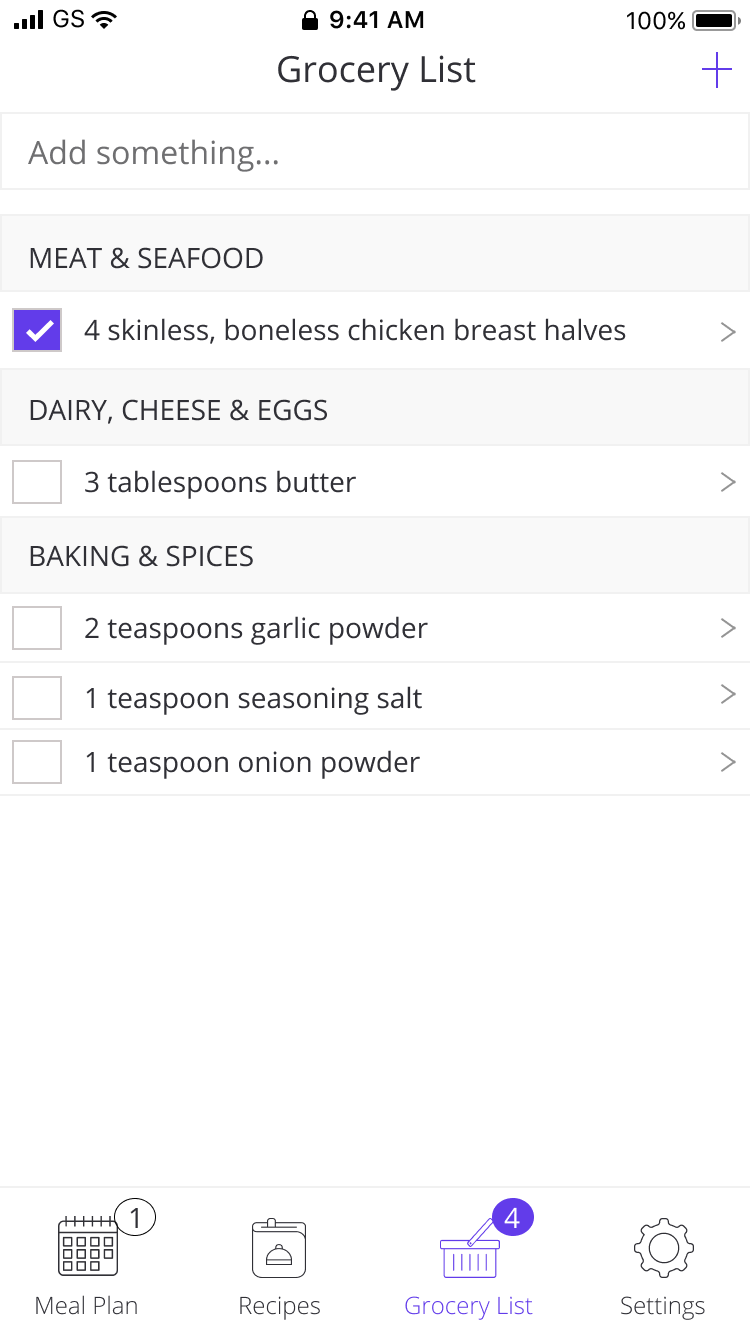 GS 9:41 AM 100%
Grocery List
Add something...
MEAT & SEAFOOD
4 skinless, boneless chicken breast halves
DAIRY, CHEESE & EGGS
3 tablespoons butter
BAKING & SPICES
2 teaspoons garlic powder
1 teaspoon seasoning salt
1 teaspoon onion powder
1 4
Meal Plan Recipes Grocery List Settings